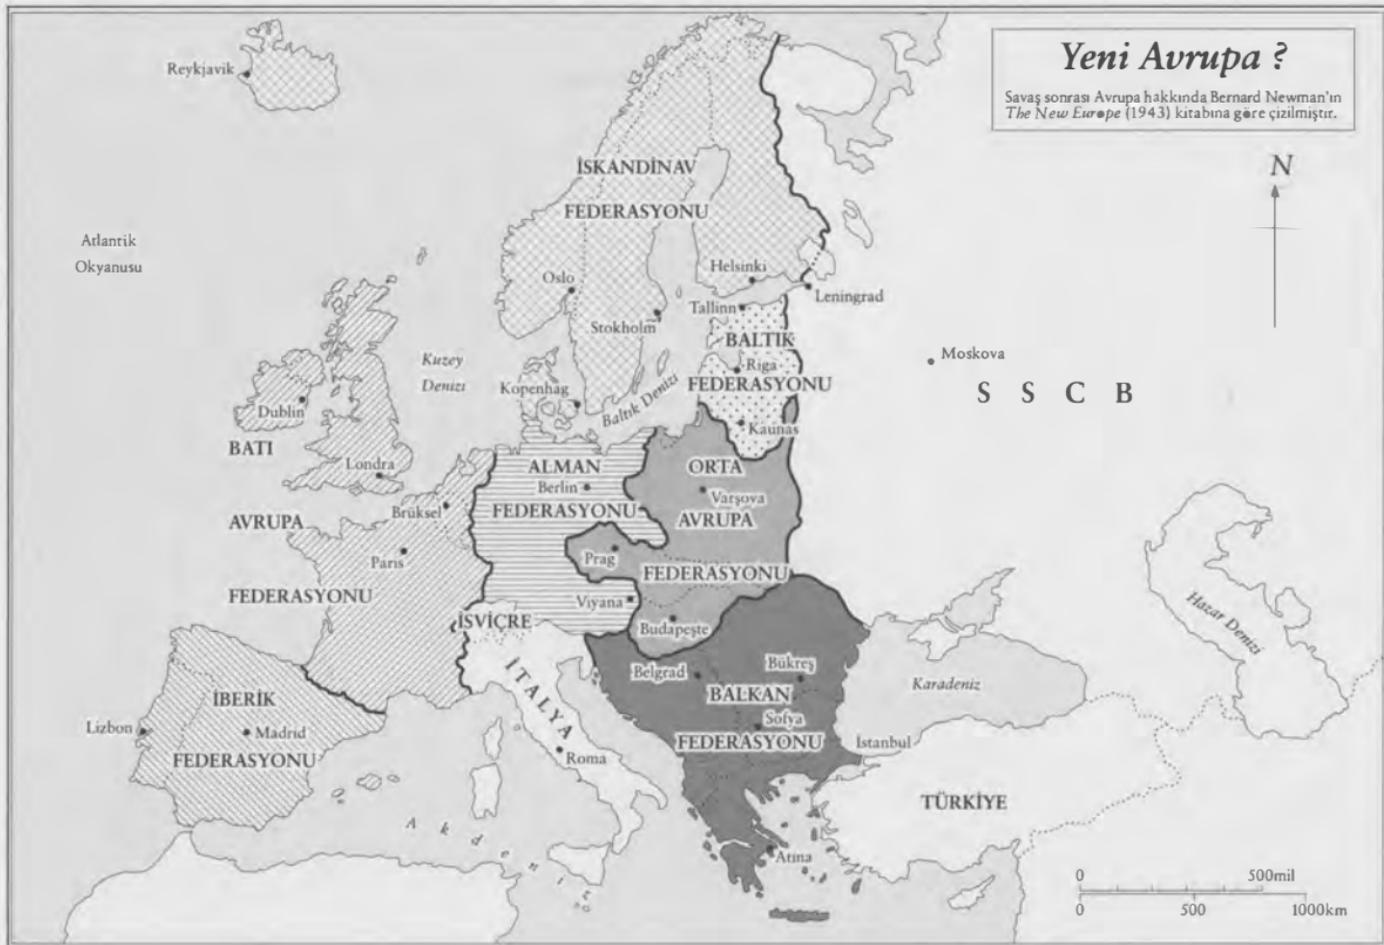 Yeni Avrupa ?
Savaş sonrası Avrupa hakkında Bernard Newman'ın
The New Europe (1943) kitabına göre çizilmiştir.
N
Reykjavik
Atlantik
Okyanusu
İSKANDİNAV
FEDERASYONU
Oslo
Helsinki
Stokholm
Tallinn
Leningrad
BALTIK
Riga
FEDERASYONU
Kaunas
Moskova
S S C B
Kuzey
Denizi
Kopenhag
Baltık Denizi
Dublin
BATI
Londra
AVRUPA
Brüksel
Paris
FEDERASYONU
ALMAN
Berlin
FEDERASYONU
ORTA
Varşova
AVRUPA
Prag
FEDERASYONU
Viyana
Budapeşte
İSVİÇRE
İTALYA
Roma
İBERİK
Lizbon
Madrid
FEDERASYONU
Belgrad
Bükreş
BALKAN
Sofya
FEDERASYONU
Atina
Karadeniz
İstanbul
TÜRKİYE
Hazar Denizi
Akdeniz
0 500mil
0 500 1000km